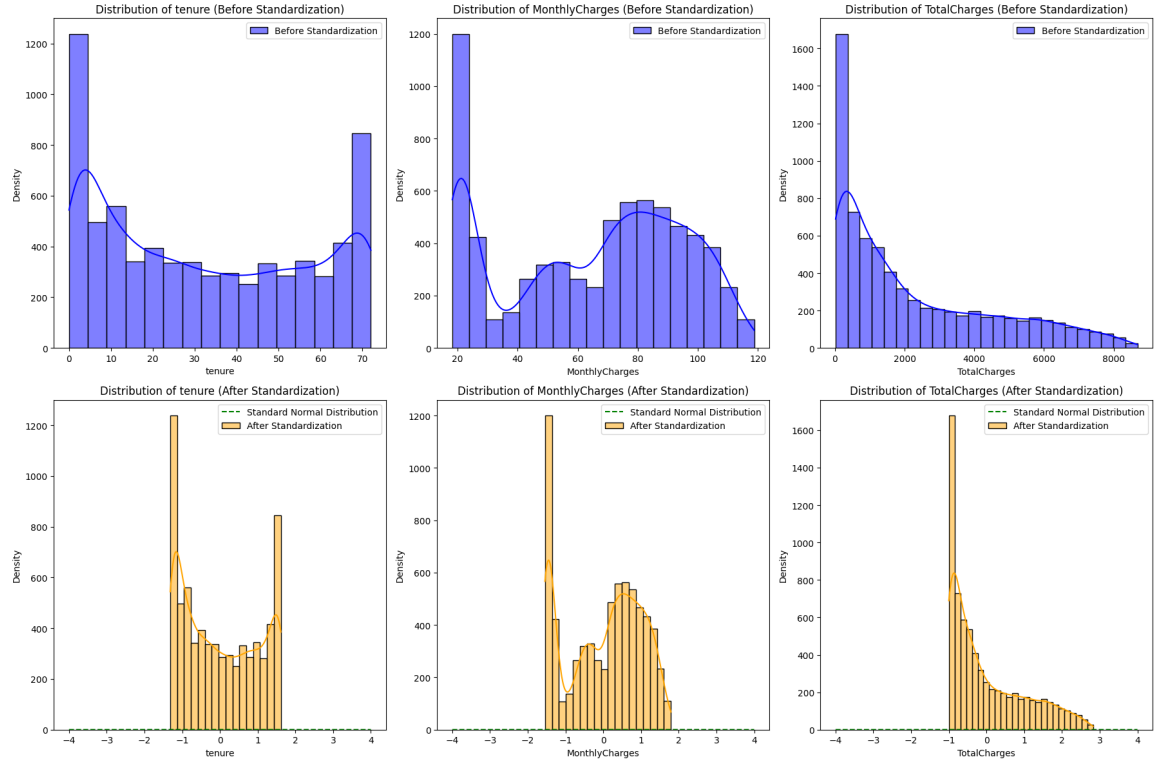 Distribution of tenure (Before Standardization)
Before Standardization
1200
1000
800
600
400
200
0
Density
0 10 20 30 40 50 60 70
tenure
Distribution of MonthlyCharges (Before Standardization)
Before Standardization
1200
1000
800
600
400
200
0
Density
20 40 60 80 100 120
MonthlyCharges
Distribution of TotalCharges (Before Standardization)
Before Standardization
1600
1400
1200
1000
800
600
400
200
0
Density
0 2000 4000 6000 8000
TotalCharges
Distribution of tenure (After Standardization)
Standard Normal Distribution
After Standardization
1200
1000
800
600
400
200
0
Density
−4 −3 −2 −1 0 1 2 3 4
tenure
Distribution of MonthlyCharges (After Standardization)
Standard Normal Distribution
After Standardization
1200
1000
800
600
400
200
0
Density
−4 −3 −2 −1 0 1 2 3 4
MonthlyCharges
Distribution of TotalCharges (After Standardization)
Standard Normal Distribution
After Standardization
1600
1400
1200
1000
800
600
400
200
0
Density
−4 −3 −2 −1 0 1 2 3 4
TotalCharges